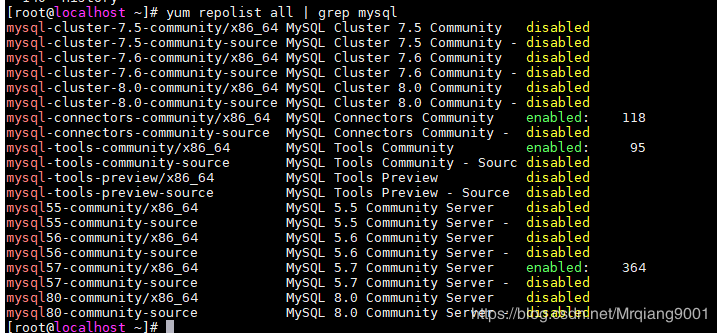 [root@localhost ~]# yum repolist all | grep mysql
mysql-cluster-7.5-community/x86_64 MySQL Cluster 7.5 Community disabled
mysql-cluster-7.5-community-source MySQL Cluster 7.5 Community - disabled
mysql-cluster-7.6-community/x86_64 MySQL Cluster 7.6 Community disabled
mysql-cluster-7.6-community-source MySQL Cluster 7.6 Community - disabled
mysql-cluster-8.0-community/x86_64 MySQL Cluster 8.0 Community disabled
mysql-cluster-8.0-community-source MySQL Cluster 8.0 Community - disabled
mysql-connectors-community/x86_64 MySQL Connectors Community enabled: 118
mysql-connectors-community-source MySQL Connectors Community - disabled
mysql-tools-community/x86_64 MySQL Tools Community enabled: 95
mysql-tools-community-source MySQL Tools Community - Sourc disabled
mysql-tools-preview/x86_64 MySQL Tools Preview disabled
mysql-tools-preview-source MySQL Tools Preview - Source disabled
mysql55-community/x86_64 MySQL 5.5 Community Server disabled
mysql55-community-source MySQL 5.5 Community Server - disabled
mysql56-community/x86_64 MySQL 5.6 Community Server disabled
mysql56-community-source MySQL 5.6 Community Server - disabled
mysql57-community/x86_64 MySQL 5.7 Community Server enabled: 364
mysql57-community-source MySQL 5.7 Community Server - disabled
mysql80-community/x86_64 MySQL 8.0 Community Server disabled
mysql80-community-source MySQL 8.0 Community Server - disabled
[root@localhost ~]#
https://blog.csdn.net/Mrqiang9001